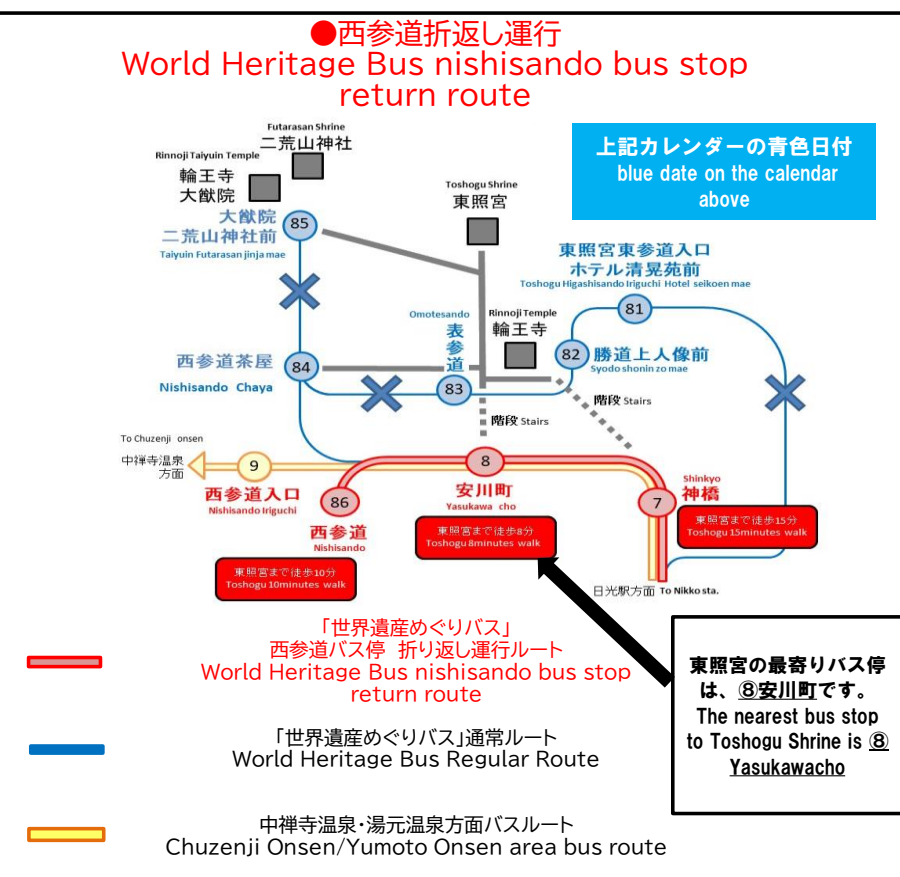 ●西参道折返し運行
World Heritage Bus nishisando bus stop
return route
上記カレンダーの青色日付
blue date on the calendar
above
Futarasan Shrine
二荒山神社
Rinnoji Taiyuin Temple
輪王寺
大猷院
Toshogu Shrine
東照宮
大猷院
二荒山神社前
Taiyuin Futarasan jinja mae
85
東照宮東参道入口
ホテル清晃苑前
Toshogu Higashisando Iriguchi Hotel seikoen mae
81
Omotesando
表
参
道
83
Rinnoji Temple
輪王寺
82
勝道上人像前
Syodo shonin zo mae
西参道茶屋
Nishisando Chaya
84
階段 Stairs
階段 Stairs
To Chuzenji onsen
中禅寺温泉
方面
9
西参道入口
Nishisando Iriguchi
86
西参道
Nishisando
8
安川町
Yasukawa cho
Shinkyo
神橋
7
東照宮まで徒歩15分
Toshogu 15minutes walk
東照宮まで徒歩8分
Toshogu 8minutes walk
東照宮まで徒歩10分
Toshogu 10minutes walk
日光駅方面 To Nikko sta.
「世界遺産めぐりバス」
西参道バス停 折り返し運行ルート
World Heritage Bus nishisando bus stop
return route
「世界遺産めぐりバス」通常ルート
World Heritage Bus Regular Route
中禅寺温泉・湯元温泉方面バスルート
Chuzenji Onsen/Yumoto Onsen area bus route
東照宮の最寄りバス停
は、⑧安川町です。
The nearest bus stop
to Toshogu Shrine is ⑧
Yasukawacho